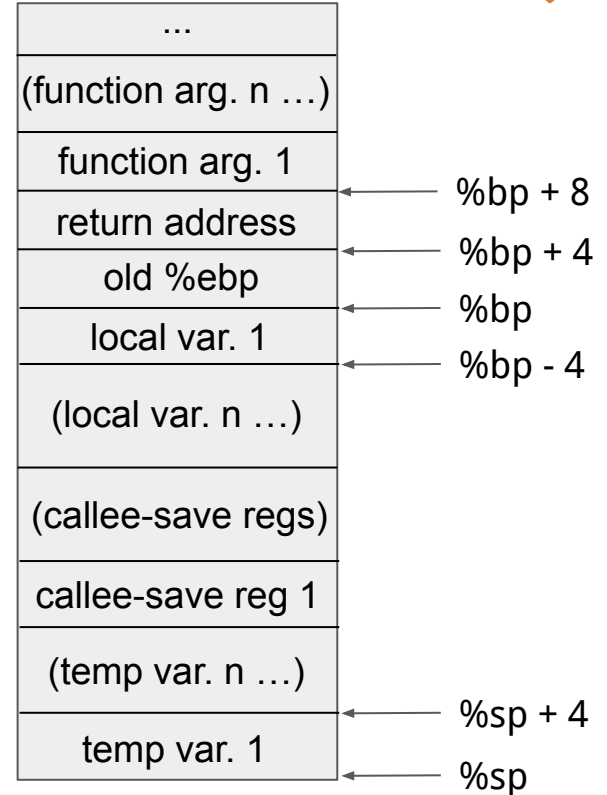 ...
(function arg. n …)
function arg. 1
%bp + 8
return address
%bp + 4
old %ebp
%bp
local var. 1
%bp - 4
(local var. n …)
(callee-save regs)
callee-save reg 1
(temp var. n …)
%sp + 4
temp var. 1
%sp